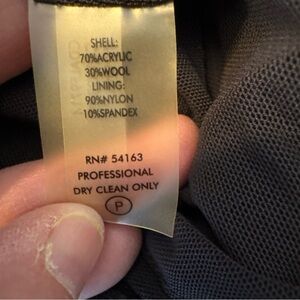 SHELL:
70%ACRYLIC
30%WOOL
LINING:
90%NYLON
10%SPANDEX
RN# 54163
PROFESSIONAL
DRY CLEAN ONLY
P